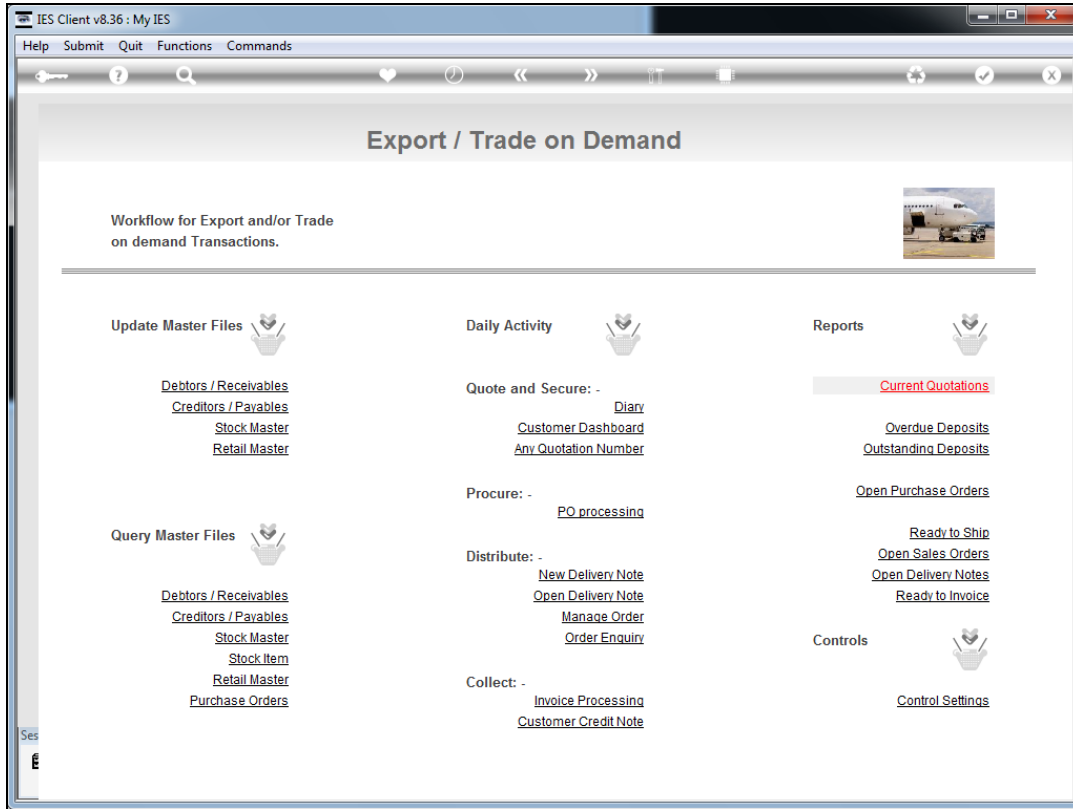 IES Client v8.36 : My IES
Help Submit Quit Functions Commands
Export / Trade on Demand
Workflow for Export and/or Trade
on demand Transactions.
Update Master Files
Debtors / Receivables
Creditors / Payables
Stock Master
Retail Master
Query Master Files
Debtors / Receivables
Creditors / Payables
Stock Master
Stock Item
Retail Master
Purchase Orders
Daily Activity
Quote and Secure: -
Diary
Customer Dashboard
Any Quotation Number
Procure: -
PO processing
Distribute: -
New Delivery Note
Open Delivery Note
Manage Order
Order Enquiry
Collect: -
Invoice Processing
Customer Credit Note
Reports
Current Quotations
Overdue Deposits
Outstanding Deposits
Open Purchase Orders
Ready to Ship
Open Sales Orders
Open Delivery Notes
Ready to Invoice
Controls
Control Settings
Ses